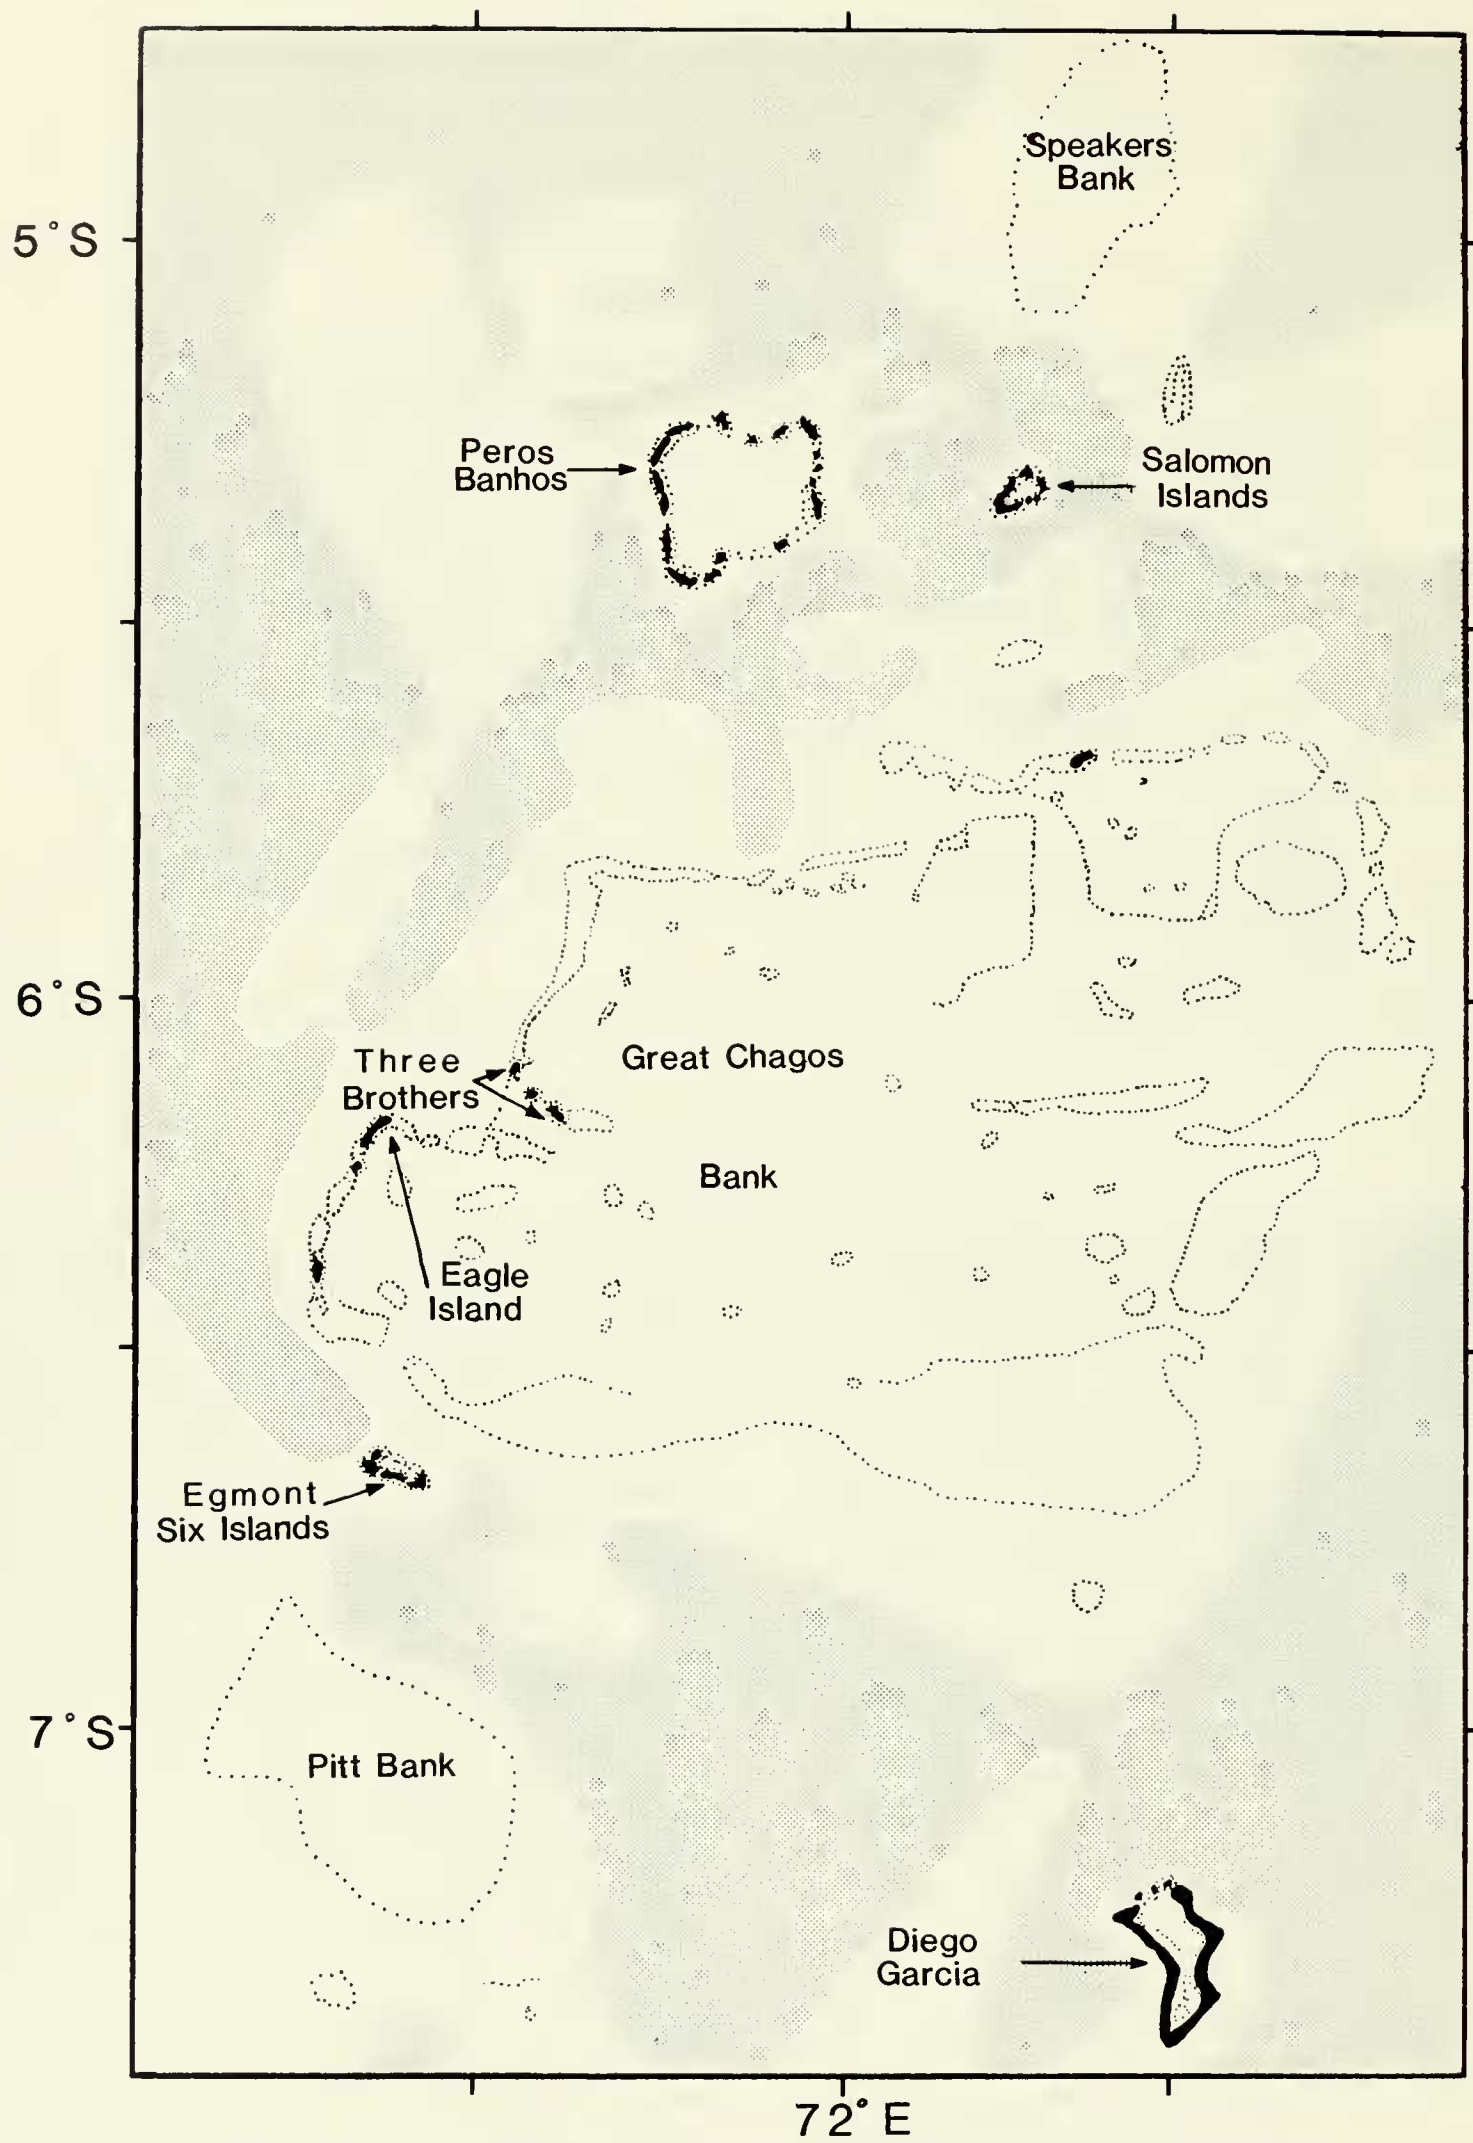 Speakers
Bank
5°S
Peros
Banhos
Salomon
Islands
6°S
Three
Brothers
Great Chagos
Bank
Eagle
Island
Egmont
Six Islands
7°S
Pitt Bank
Diego
Garcia
72°E